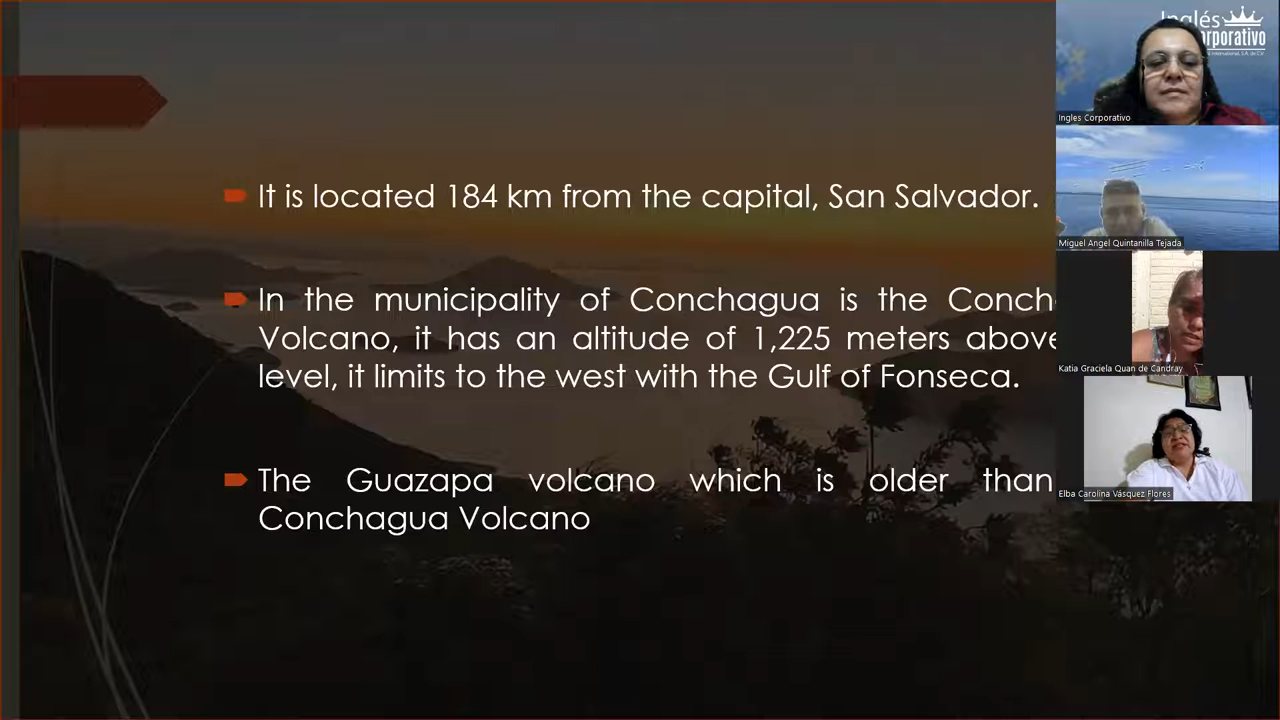 It is located 184 km from the capital, San Salvador.
In the municipality of Conchagua is the
Volcano, it has an altitude of 1,225 meters above
level, it limits to the west with the Gulf of Fonseca.
The Guazapa volcano which is older than
Conchagua Volcano
Inglés
Ingles Corporativo
Miguel Angel Quintanilla Tejada
Katia Graciela Quan de Candray
Elba Carolina Vásquez Flores